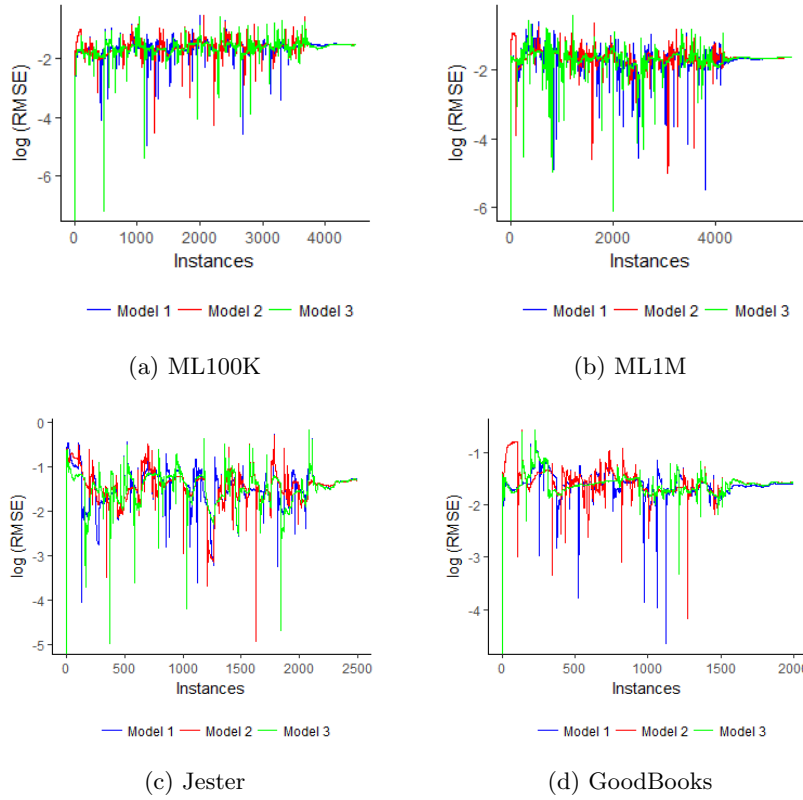 log (RMSE)
-2
-4
-6
0 1000 2000 3000 4000
Instances
Model 1 Model 2 Model 3
(a) ML100K
log (RMSE)
-2
-4
-6
0 2000 4000
Instances
Model 1 Model 2 Model 3
(b) ML1M
log (RMSE)
0
-1
-2
-3
-4
-5
0 500 1000 1500 2000 2500
Instances
Model 1 Model 2 Model 3
(c) Jester
log (RMSE)
-1
-2
-3
-4
0 500 1000 1500 2000
Instances
Model 1 Model 2 Model 3
(d) GoodBooks